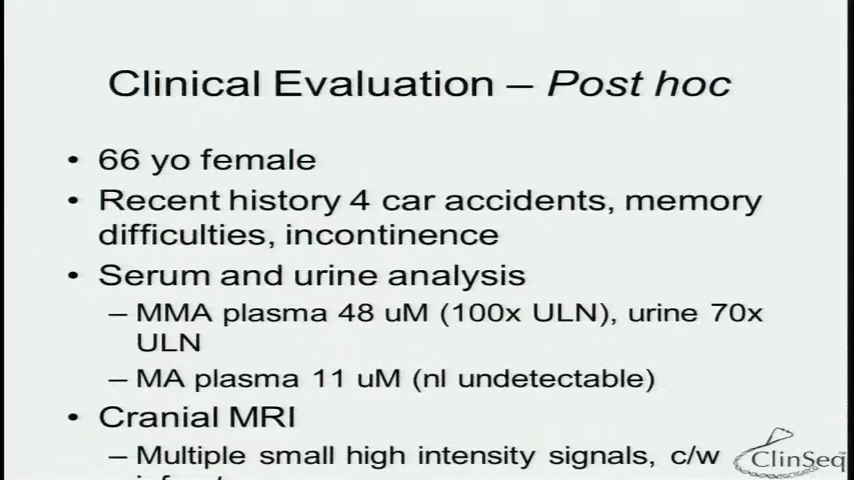 Clinical Evaluation – Post hoc
• 66 yo female
• Recent history 4 car accidents, memory
difficulties, incontinence
• Serum and urine analysis
– MMA plasma 48 uM (100x ULN), urine 70x
ULN
– MA plasma 11 uM (nl undetectable)
• Cranial MRI
– Multiple small high intensity signals, c/w
ClinSeq